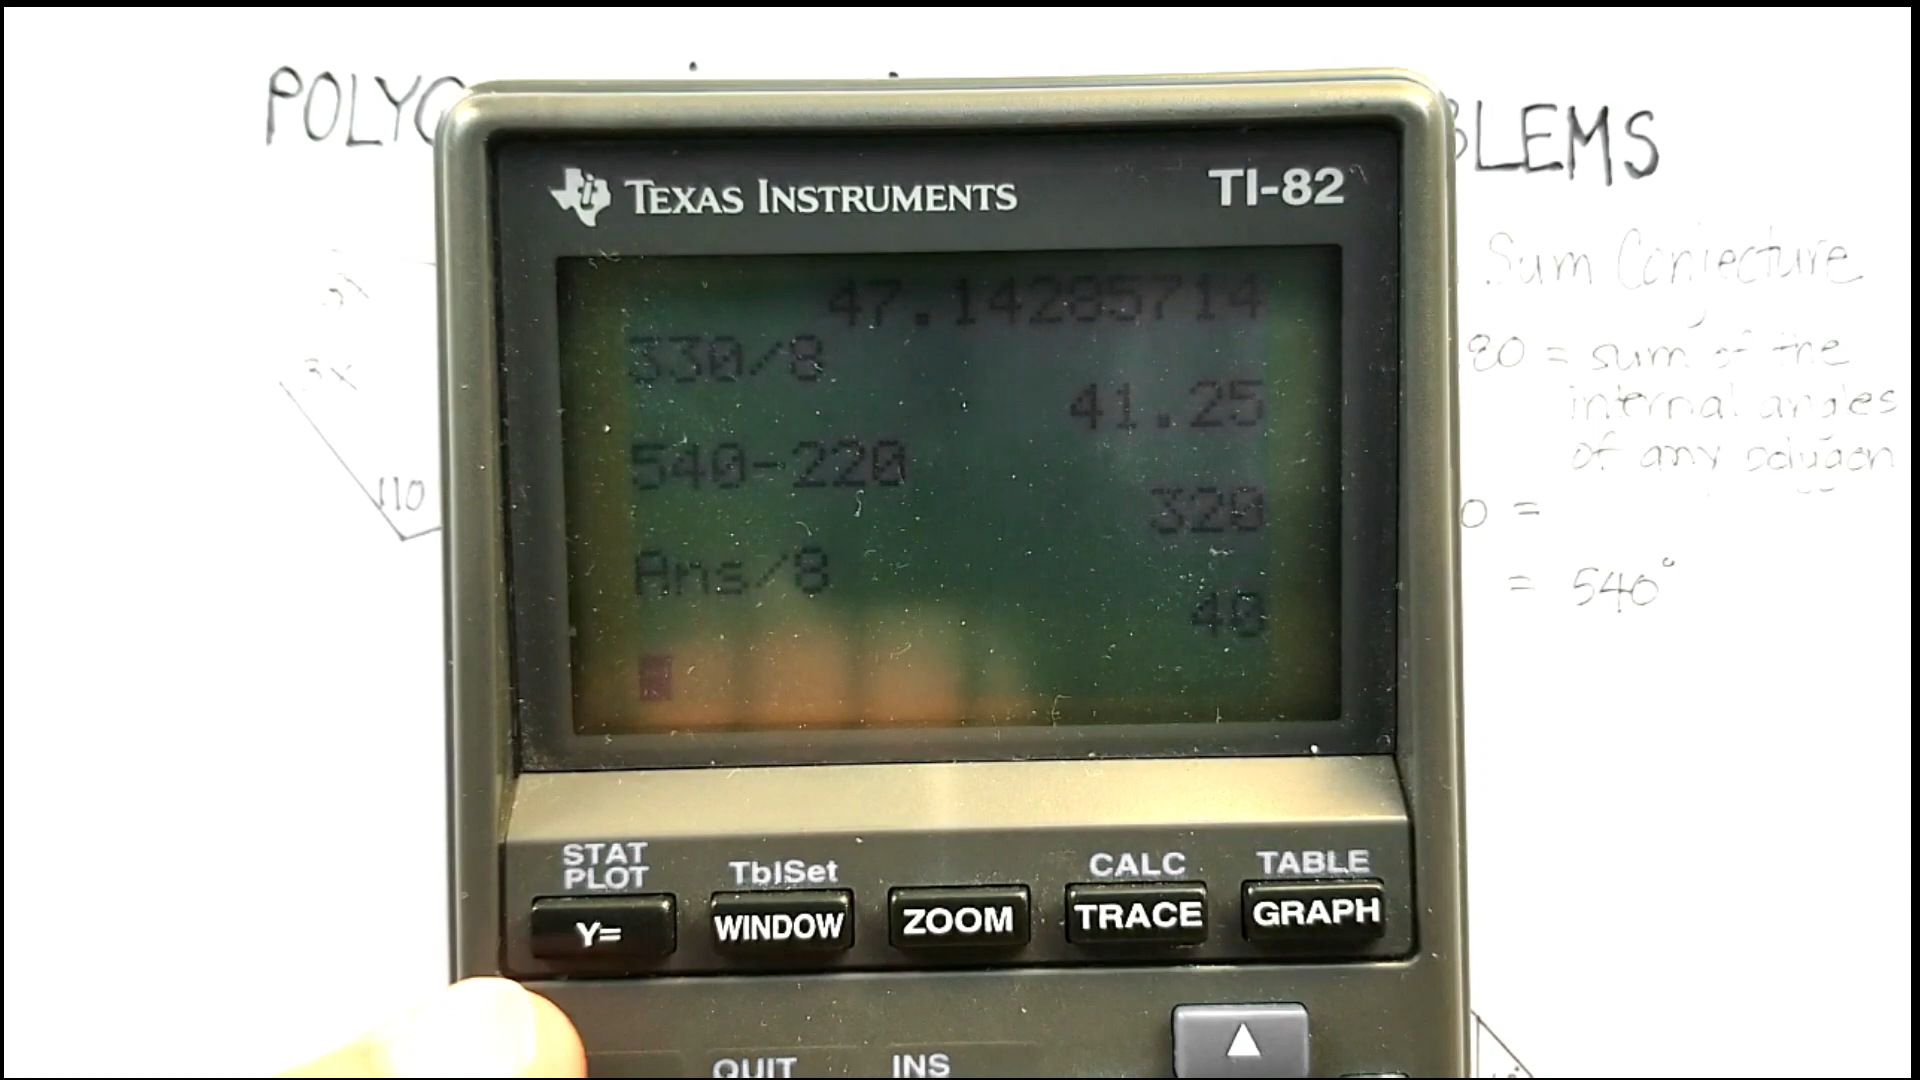 POLYG
BLEMS
TEXAS INSTRUMENTS
TI-82
47.14285714
330/8
41.25
540-220
320
Ans/8
40
Sum Conjecture
80 = sum of the
internal angles
of any polygon
0 =
= 540°
3x
110
STAT PLOT
TblSet
CALC
TABLE
Y=
WINDOW
ZOOM
TRACE
GRAPH
QUIT
INS